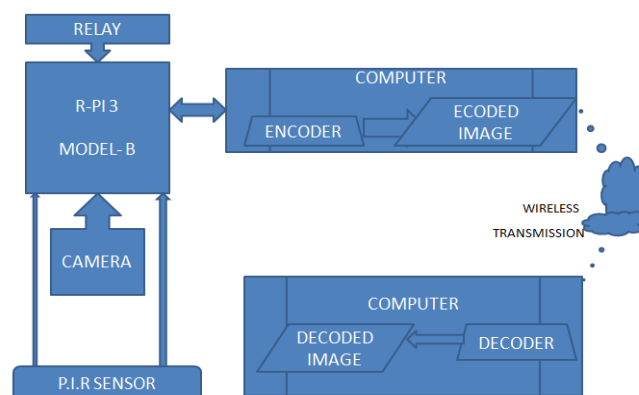 RELAY
R-PI 3
MODEL- B
CAMERA
P.I.R SENSOR
COMPUTER
ENCODER
ECODED
IMAGE
WIRELESS
TRANSMISSION
COMPUTER
DECODED
IMAGE
DECODER